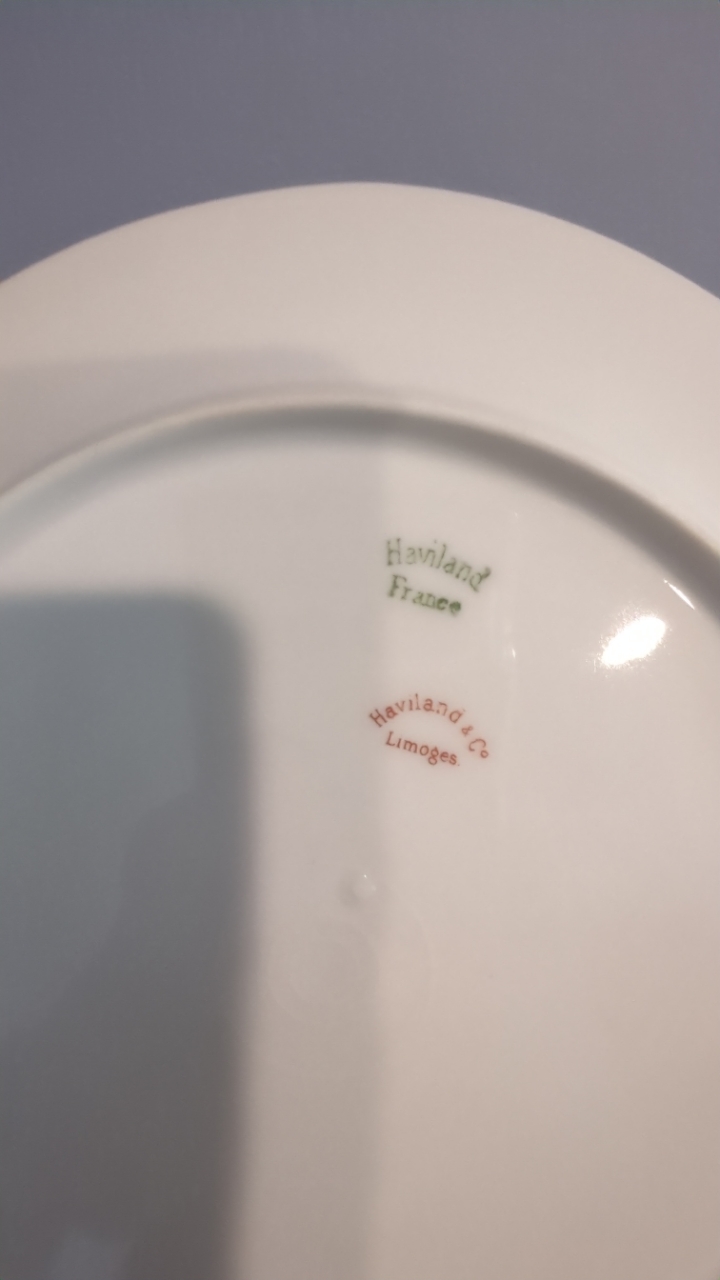 Haviland
France
Haviland & Co
Limoges.